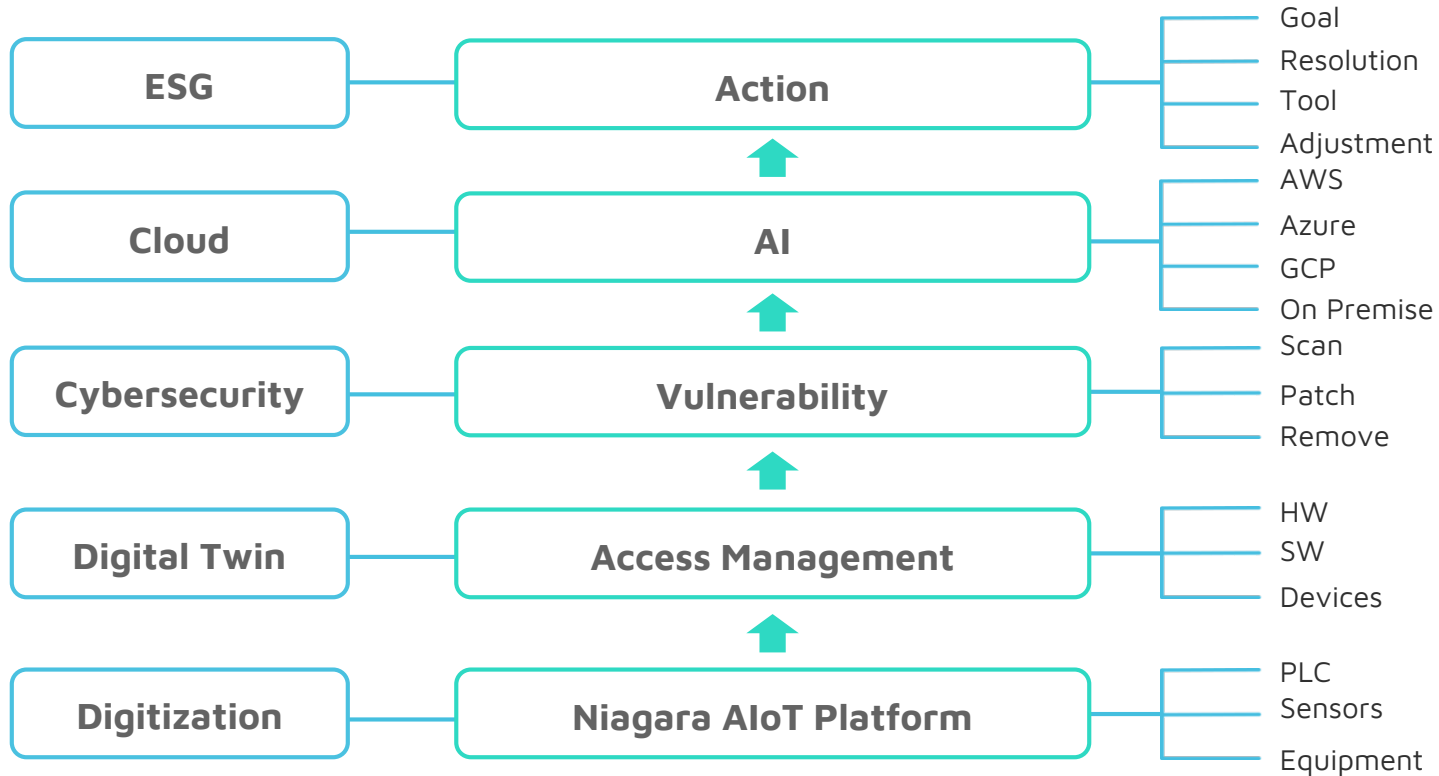 ESG
Action
Goal
Resolution
Tool
Adjustment
Cloud
AI
AWS
Azure
GCP
On Premise
Cybersecurity
Vulnerability
Scan
Patch
Remove
Digital Twin
Access Management
HW
SW
Devices
Digitization
Niagara AIoT Platform
PLC
Sensors
Equipment